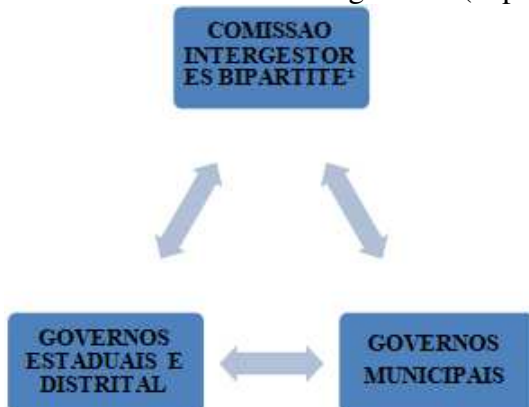 COMISSAO
INTERGESTOR
ES BIPARTITE¹
GOVERNOS
ESTADUAIS E
DISTRITAL
GOVERNOS
MUNICIPAIS